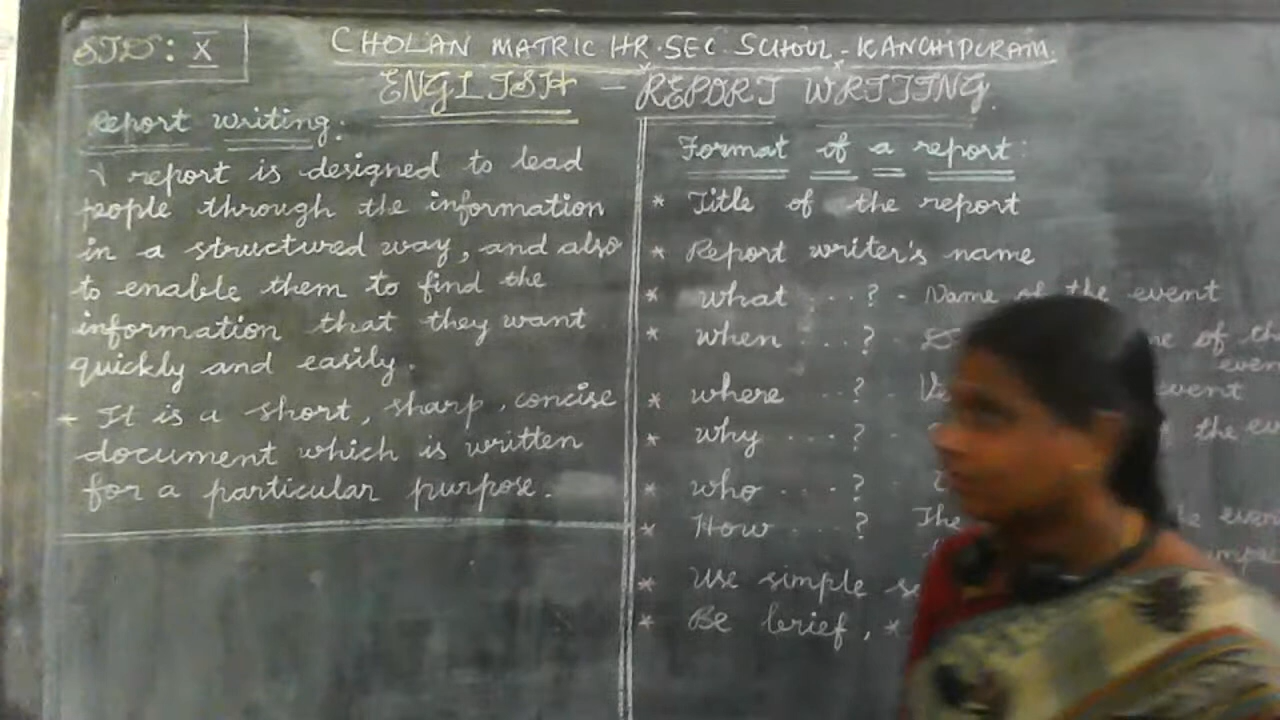 STD: X
CHOLAN MATRIC HR.SEC.SCHOOL-KANCHIPURAM.
ENGLISH - REPORT WRITING.
Report writing:
report is designed to lead
people through the information
in a structured way, and also
to enable them to find the
information that they want
quickly and easily.
It is a short, sharp, concise
document which is written
for a particular purpose.
Format of a report:
* Title of the report
* Report writer's name
* what ...? - Name of the event
* when ...? - of the
event
* where ..? - event
* why ...? - the
* who ...?
* How ...? The
* Use simple
* Be brief, *